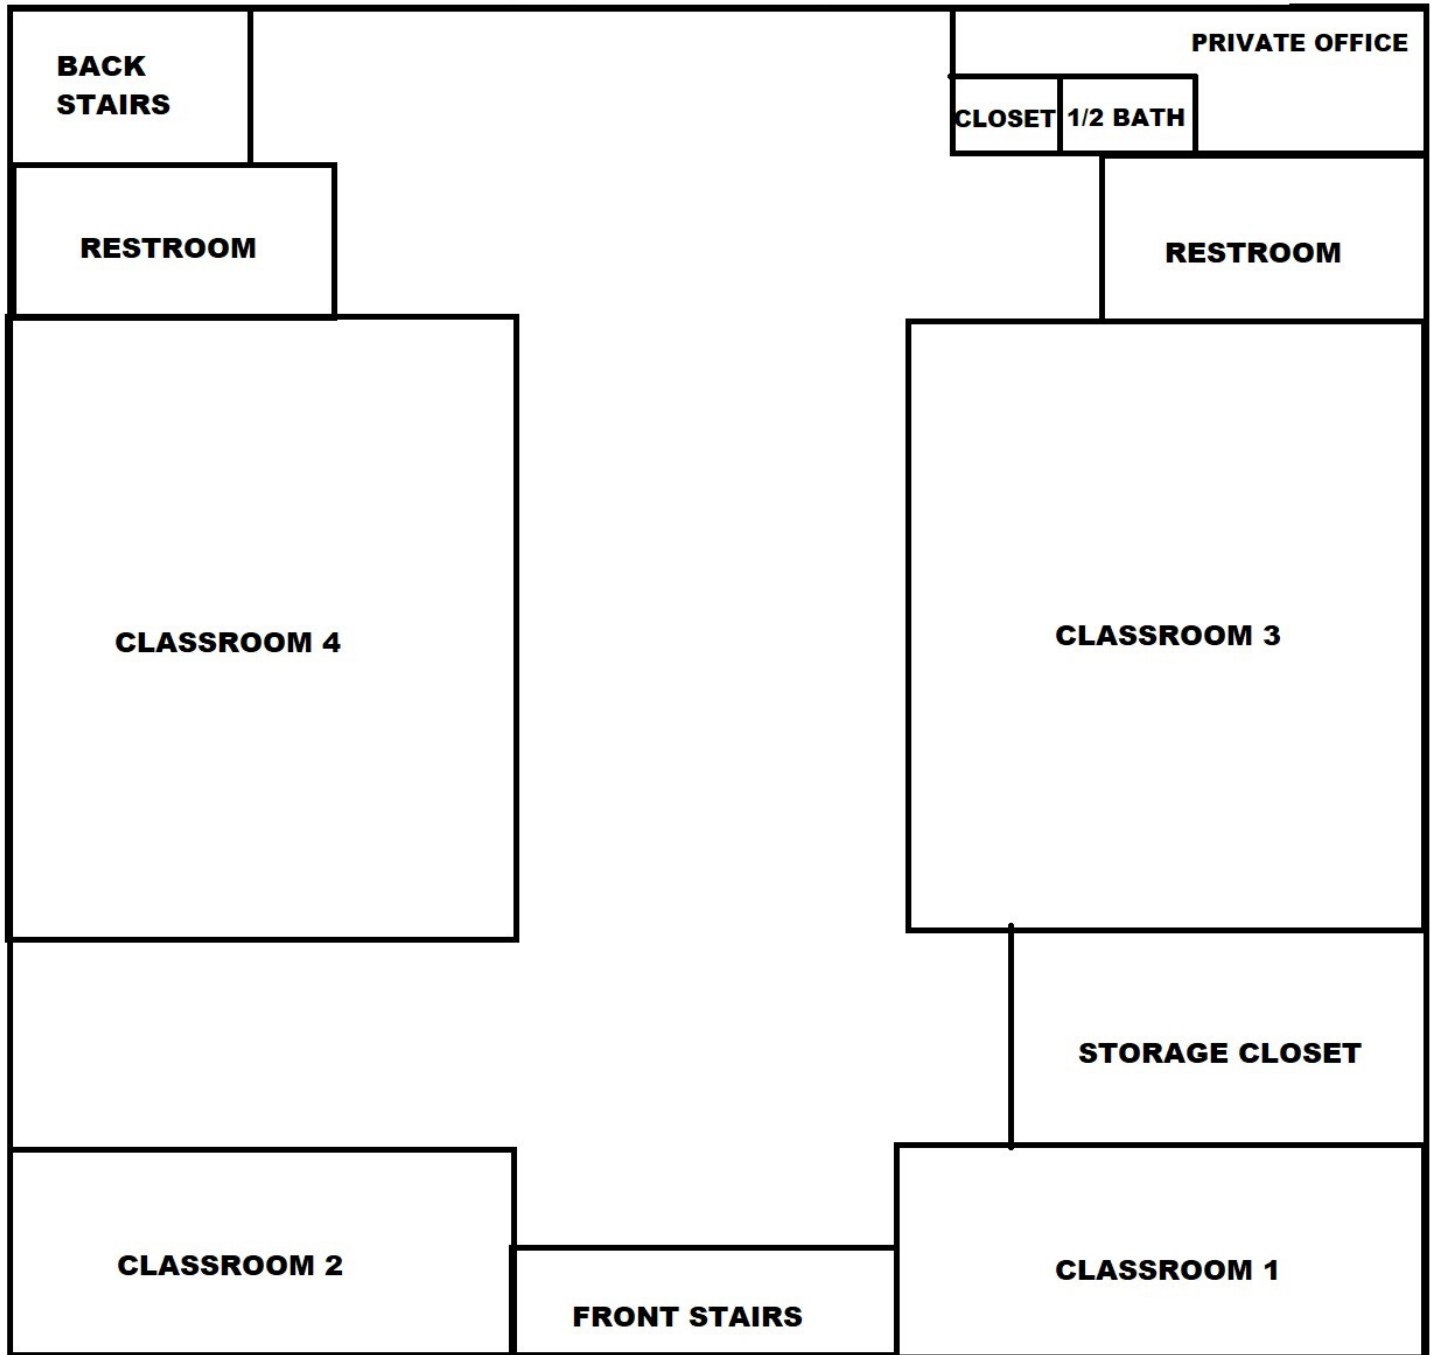 BACK
STAIRS
PRIVATE OFFICE
CLOSET
1/2 BATH
RESTROOM
RESTROOM
CLASSROOM 4
CLASSROOM 3
STORAGE CLOSET
CLASSROOM 2
CLASSROOM 1
FRONT STAIRS